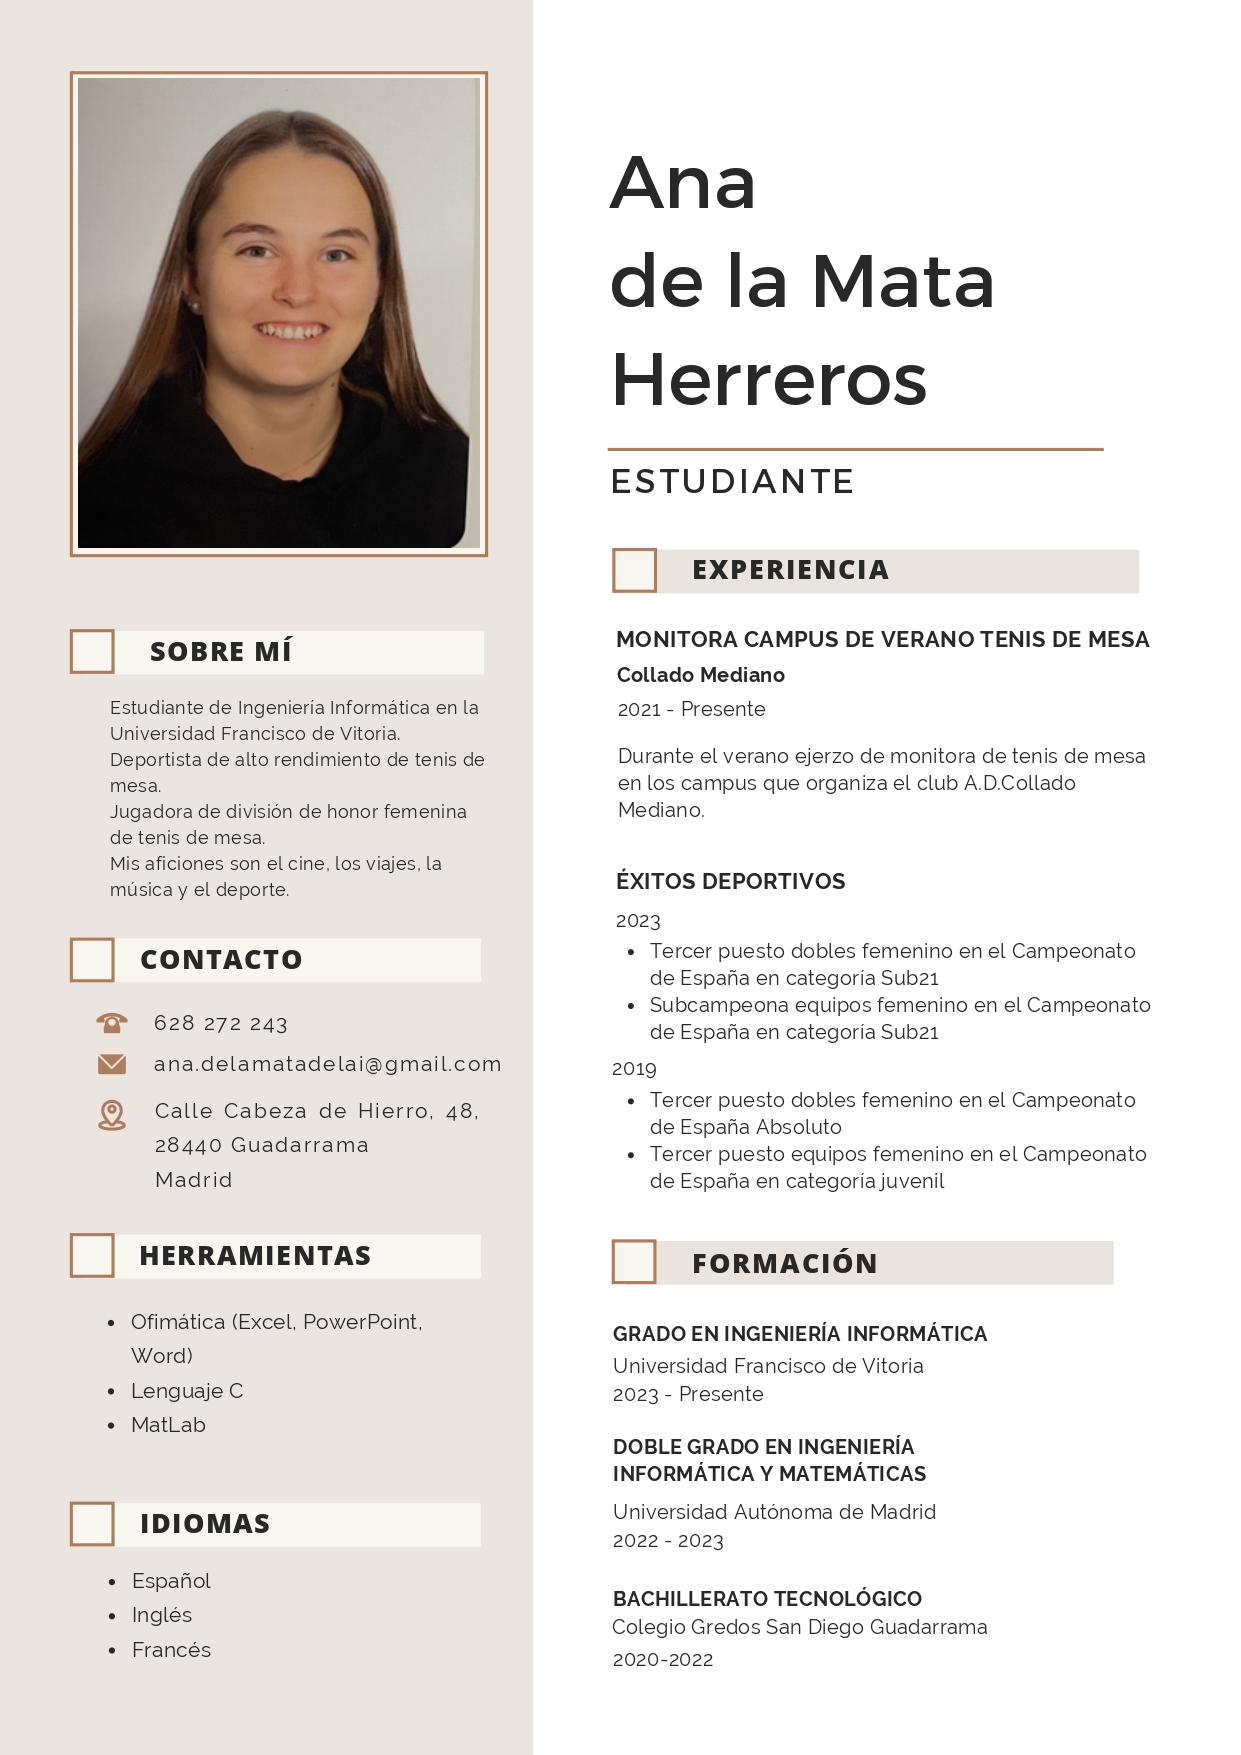 Ana
de la Mata
Herreros
ESTUDIANTE
SOBRE MÍ
Estudiante de Ingeniería Informática en la
Universidad Francisco de Vitoria.
Deportista de alto rendimiento de tenis de
mesa.
Jugadora de división de honor femenina
de tenis de mesa.
Mis aficiones son el cine, los viajes, la
música y el deporte.
CONTACTO
628 272 243
ana.delamatadelai@gmail.com
Calle Cabeza de Hierro, 48,
28440 Guadarrama
Madrid
HERRAMIENTAS
• Ofimática (Excel, PowerPoint,
Word)
• Lenguaje C
• MatLab
IDIOMAS
• Español
• Inglés
• Francés
EXPERIENCIA
MONITORA CAMPUS DE VERANO TENIS DE MESA
Collado Mediano
2021 - Presente
Durante el verano ejerzo de monitora de tenis de mesa
en los campus que organiza el club A.D.Collado
Mediano.
ÉXITOS DEPORTIVOS
2023
• Tercer puesto dobles femenino en el Campeonato
de España en categoría Sub21
• Subcampeona equipos femenino en el Campeonato
de España en categoría Sub21
2019
• Tercer puesto dobles femenino en el Campeonato
de España Absoluto
• Tercer puesto equipos femenino en el Campeonato
de España en categoría juvenil
FORMACIÓN
GRADO EN INGENIERÍA INFORMÁTICA
Universidad Francisco de Vitoria
2023 - Presente
DOBLE GRADO EN INGENIERÍA
INFORMÁTICA Y MATEMÁTICAS
Universidad Autónoma de Madrid
2022 - 2023
BACHILLERATO TECNOLÓGICO
Colegio Gredos San Diego Guadarrama
2020-2022